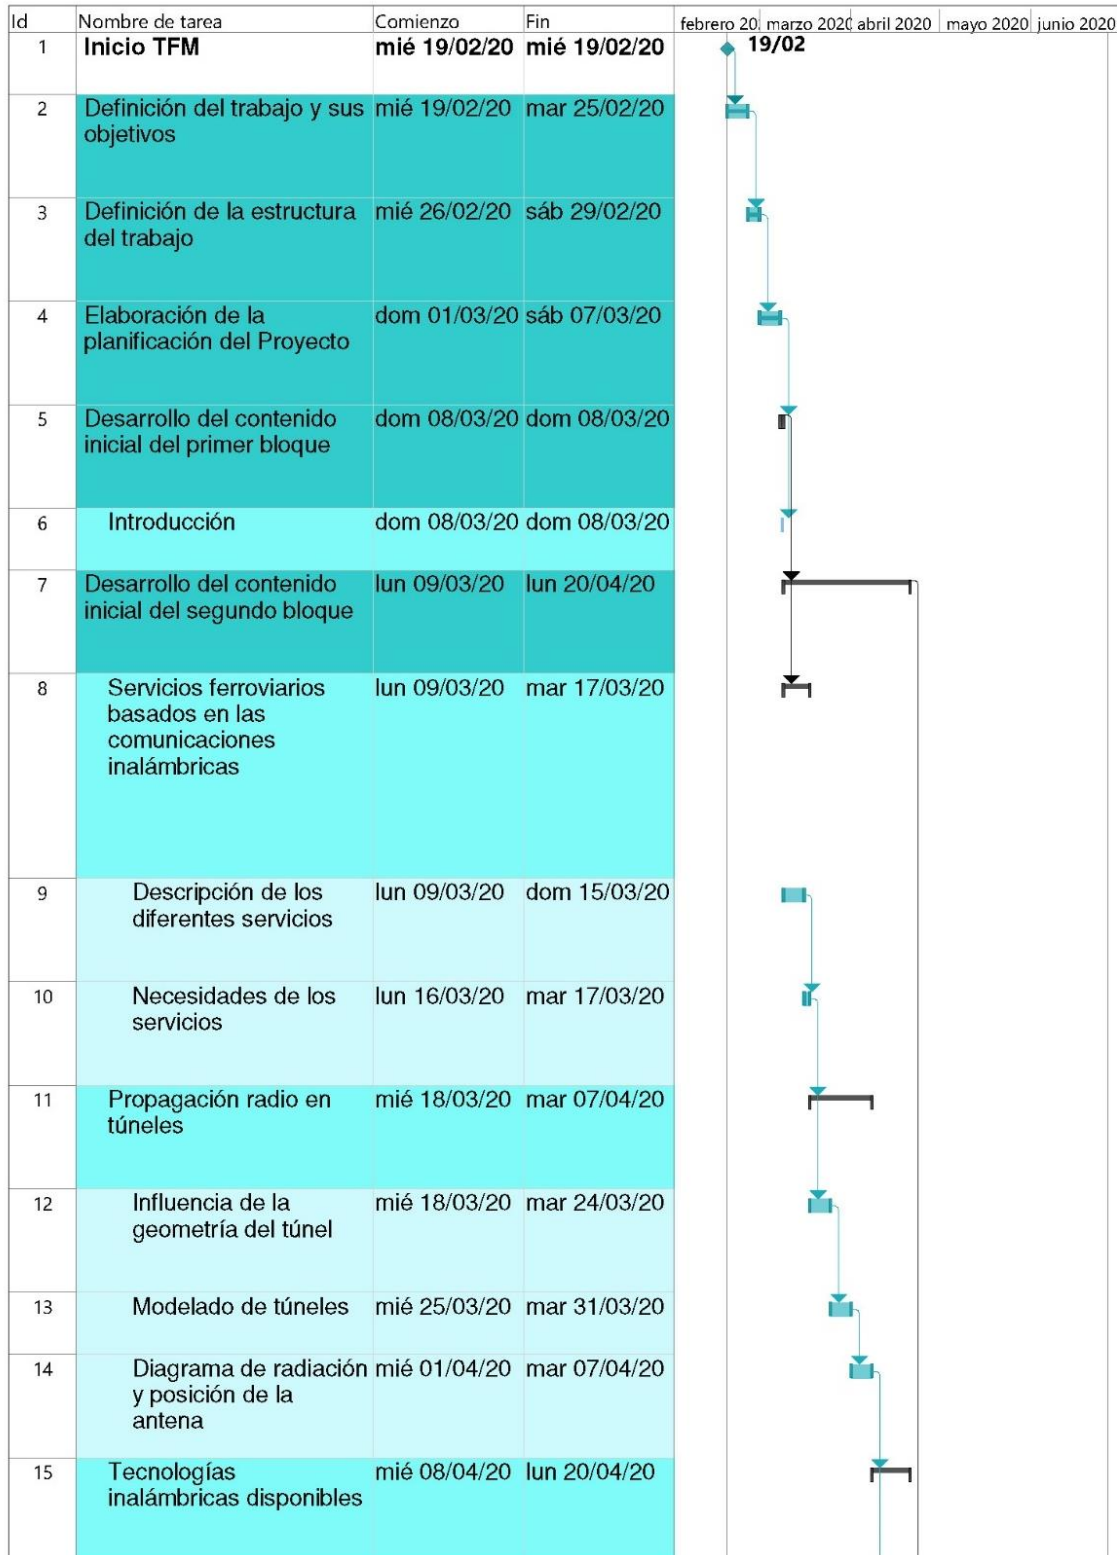 Id Nombre de tarea Comienzo Fin febrero 20 marzo 2020 abril 2020 mayo 2020 junio 2020
1 Inicio TFM mié 19/02/20 mié 19/02/20 19/02
2 Definición del trabajo y sus mié 19/02/20 mar 25/02/20
objetivos
3 Definición de la estructura mié 26/02/20 sáb 29/02/20
del trabajo
4 Elaboración de la dom 01/03/20 sáb 07/03/20
planificación del Proyecto
5 Desarrollo del contenido dom 08/03/20 dom 08/03/20
inicial del primer bloque
6 Introducción dom 08/03/20 dom 08/03/20
7 Desarrollo del contenido lun 09/03/20 lun 20/04/20
inicial del segundo bloque
8 Servicios ferroviarios lun 09/03/20 mar 17/03/20
basados en las
comunicaciones
inalámbricas
9 Descripción de los lun 09/03/20 dom 15/03/20
diferentes servicios
10 Necesidades de los lun 16/03/20 mar 17/03/20
servicios
11 Propagación radio en mié 18/03/20 mar 07/04/20
túneles
12 Influencia de la mié 18/03/20 mar 24/03/20
geometría del túnel
13 Modelado de túneles mié 25/03/20 mar 31/03/20
14 Diagrama de radiación mié 01/04/20 mar 07/04/20
y posición de la
antena
15 Tecnologías mié 08/04/20 lun 20/04/20
inalámbricas disponibles